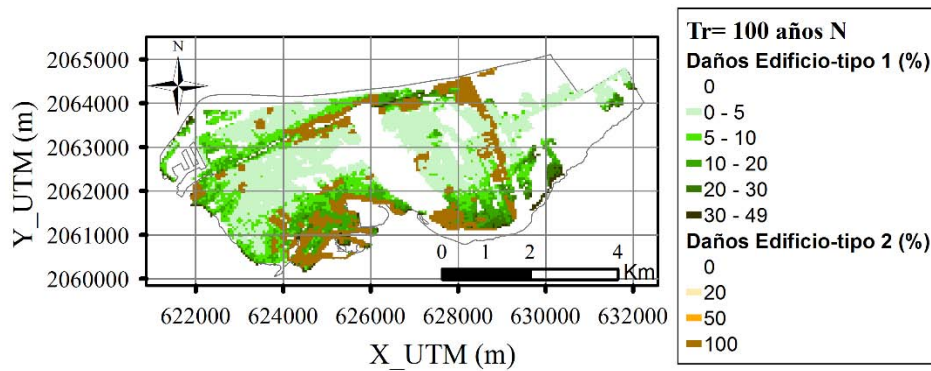 N
2065000
2064000
2063000
2062000
2061000
2060000
Y_UTM (m)
0 1 2 4
Km
622000 624000 626000 628000 630000 632000
X_UTM (m)
Tr= 100 años N
Daños Edificio-tipo 1 (%)
0
0 - 5
5 - 10
10 - 20
20 - 30
30 - 49
Daños Edificio-tipo 2 (%)
0
20
50
100